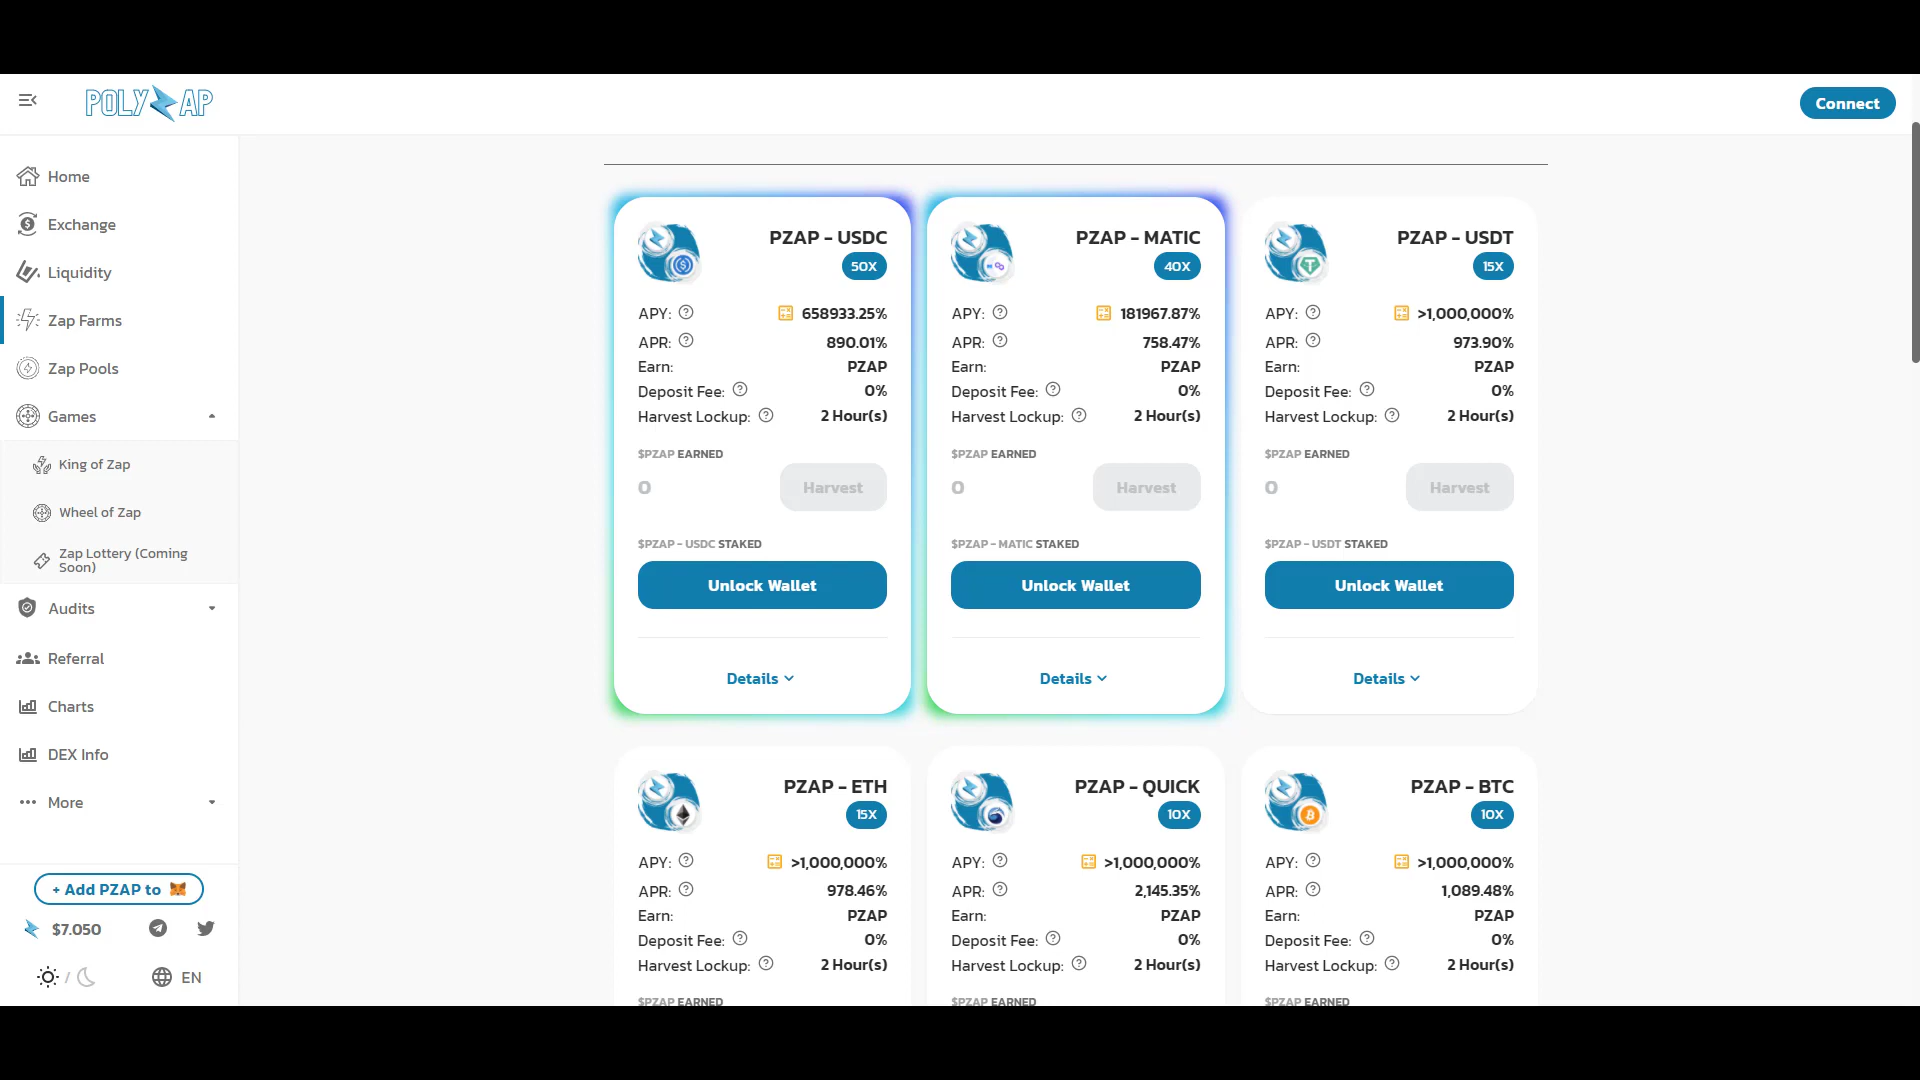 POLYZAP
Connect
Home
Exchange
Liquidity
Zap Farms
Zap Pools
Games
King of Zap
Wheel of Zap
Zap Lottery (Coming
Soon)
Audits
Referral
Charts
DEX Info
More
+ Add PZAP to
$7.050
/
EN
PZAP - USDC
50X
APY: 658933.25%
APR: 890.01%
Earn: PZAP
Deposit Fee: 0%
Harvest Lockup: 2 Hour(s)
$PZAP EARNED
0 Harvest
$PZAP - USDC STAKED
Unlock Wallet
Details
PZAP - MATIC
40X
APY: 181967.87%
APR: 758.47%
Earn: PZAP
Deposit Fee: 0%
Harvest Lockup: 2 Hour(s)
$PZAP EARNED
0 Harvest
$PZAP - MATIC STAKED
Unlock Wallet
Details
PZAP - USDT
15X
APY: >1,000,000%
APR: 973.90%
Earn: PZAP
Deposit Fee: 0%
Harvest Lockup: 2 Hour(s)
$PZAP EARNED
0 Harvest
$PZAP - USDT STAKED
Unlock Wallet
Details
PZAP - ETH
15X
APY: >1,000,000%
APR: 978.46%
Earn: PZAP
Deposit Fee: 0%
Harvest Lockup: 2 Hour(s)
$PZAP EARNED
PZAP - QUICK
10X
APY: >1,000,000%
APR: 2,145.35%
Earn: PZAP
Deposit Fee: 0%
Harvest Lockup: 2 Hour(s)
$PZAP EARNED
PZAP - BTC
10X
APY: >1,000,000%
APR: 1,089.48%
Earn: PZAP
Deposit Fee: 0%
Harvest Lockup: 2 Hour(s)
$PZAP EARNED